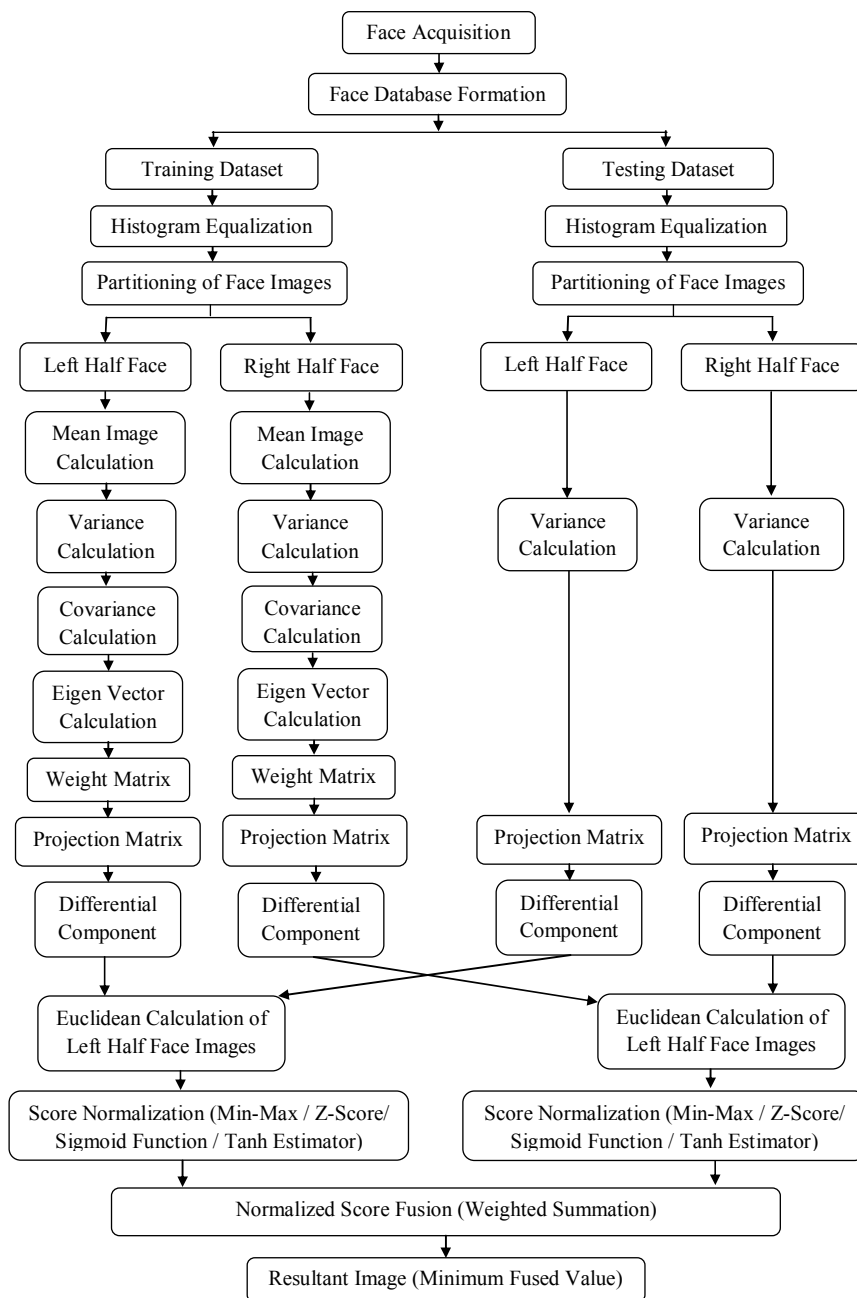 Face Acquisition
Face Database Formation
Training Dataset
Testing Dataset
Histogram Equalization
Histogram Equalization
Partitioning of Face Images
Partitioning of Face Images
Left Half Face
Right Half Face
Left Half Face
Right Half Face
Mean Image
Calculation
Mean Image
Calculation
Variance
Calculation
Variance
Calculation
Variance
Calculation
Variance
Calculation
Covariance
Calculation
Covariance
Calculation
Eigen Vector
Calculation
Eigen Vector
Calculation
Weight Matrix
Weight Matrix
Projection Matrix
Projection Matrix
Projection Matrix
Projection Matrix
Differential
Component
Differential
Component
Differential
Component
Differential
Component
Euclidean Calculation of
Left Half Face Images
Euclidean Calculation of
Left Half Face Images
Score Normalization (Min-Max / Z-Score/
Sigmoid Function / Tanh Estimator)
Score Normalization (Min-Max / Z-Score/
Sigmoid Function / Tanh Estimator)
Normalized Score Fusion (Weighted Summation)
Resultant Image (Minimum Fused Value)